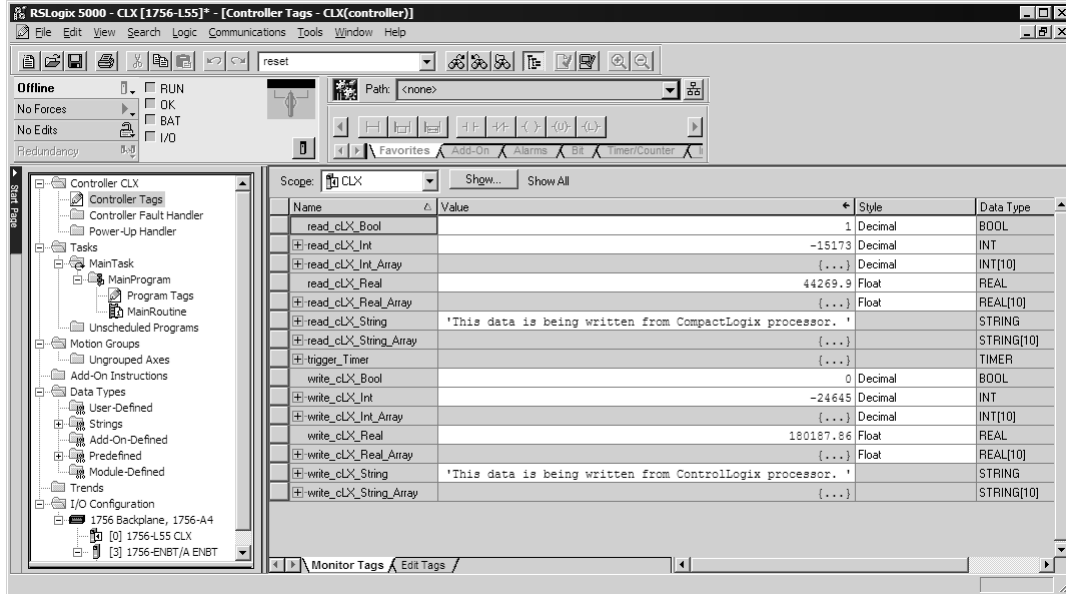 RSLogix 5000 - CLX [1756-L55]* - [Controller Tags - CLX(controller)]
File Edit View Search Logic Communications Tools Window Help
reset
Offline RUN
No Forces OK
No Edits BAT
I/O
Redundancy
Path: <none>
Favorites Add-On Alarms Bit Timer/Counter
Start Page
Controller CLX
Controller Tags
Controller Fault Handler
Power-Up Handler
Tasks
MainTask
MainProgram
Program Tags
MainRoutine
Unscheduled Programs
Motion Groups
Ungrouped Axes
Add-On Instructions
Data Types
User-Defined
Strings
Add-On-Defined
Predefined
Module-Defined
Trends
I/O Configuration
1756 Backplane, 1756-A4
[0] 1756-L55 CLX
[3] 1756-ENBT/A ENBT
Scope: CLX Show... Show All
Name Value Style Data Type
read_cLX_Bool 1 Decimal BOOL
read_cLX_Int -15173 Decimal INT
read_cLX_Int_Array {...} Decimal INT[10]
read_cLX_Real 44269.9 Float REAL
read_cLX_Real_Array {...} Float REAL[10]
read_cLX_String 'This data is being written from CompactLogix processor. ' STRING
read_cLX_String_Array {...} STRING[10]
trigger_Timer {...} TIMER
write_cLX_Bool 0 Decimal BOOL
write_cLX_Int -24645 Decimal INT
write_cLX_Int_Array {...} Decimal INT[10]
write_cLX_Real 180187.86 Float REAL
write_cLX_Real_Array {...} Float REAL[10]
write_cLX_String 'This data is being written from ControlLogix processor. ' STRING
write_cLX_String_Array {...} STRING[10]
Monitor Tags Edit Tags